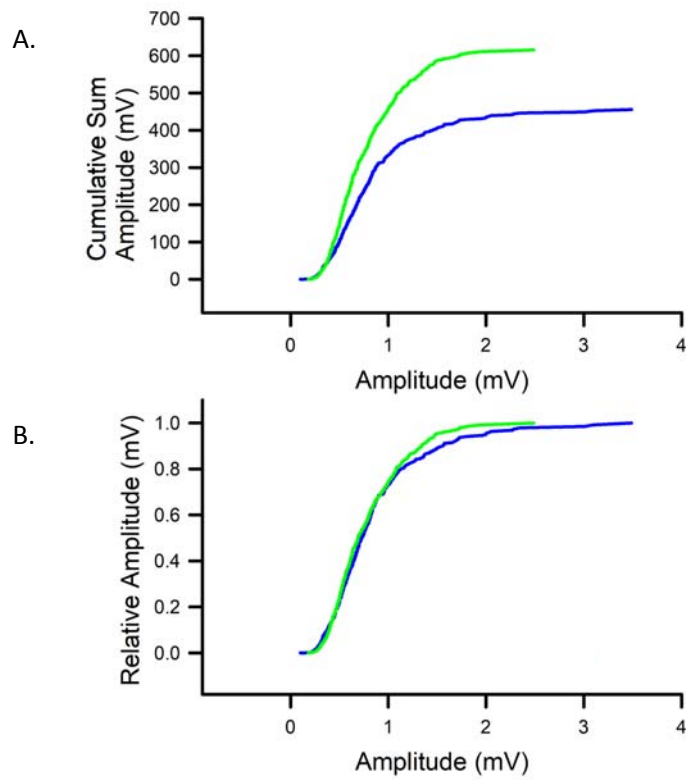 A.
Cumulative Sum
Amplitude (mV)
700
600
500
400
300
200
100
0
0 1 2 3 4
Amplitude (mV)
B.
Relative Amplitude (mV)
1.0
0.8
0.6
0.4
0.2
0.0
0 1 2 3 4
Amplitude (mV)